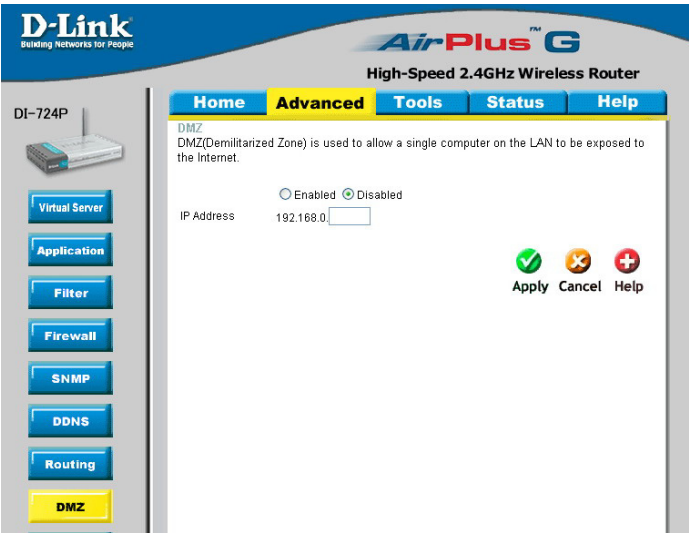 D-Link
Building Networks for People
AirPlus G™
High-Speed 2.4GHz Wireless Router
DI-724P
Home Advanced Tools Status Help
DMZ
DMZ(Demilitarized Zone) is used to allow a single computer on the LAN to be exposed to
the Internet.
Enabled Disabled
IP Address 192.168.0.
Apply Cancel Help
Virtual Server
Application
Filter
Firewall
SNMP
DDNS
Routing
DMZ